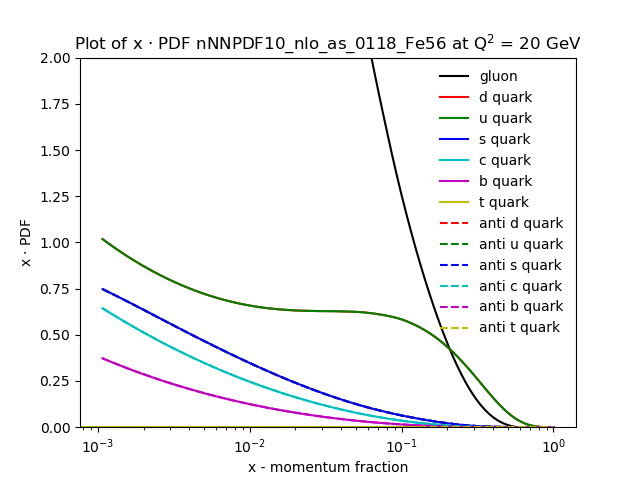 Plot of x · PDF nNNPDF10_nlo_as_0118_Fe56 at Q² = 20 GeV
2.00
1.75
1.50
1.25
1.00
0.75
0.50
0.25
0.00
x · PDF
gluon
d quark
u quark
s quark
c quark
b quark
t quark
anti d quark
anti u quark
anti s quark
anti c quark
anti b quark
anti t quark
10⁻³ 10⁻² 10⁻¹ 10⁰
x - momentum fraction